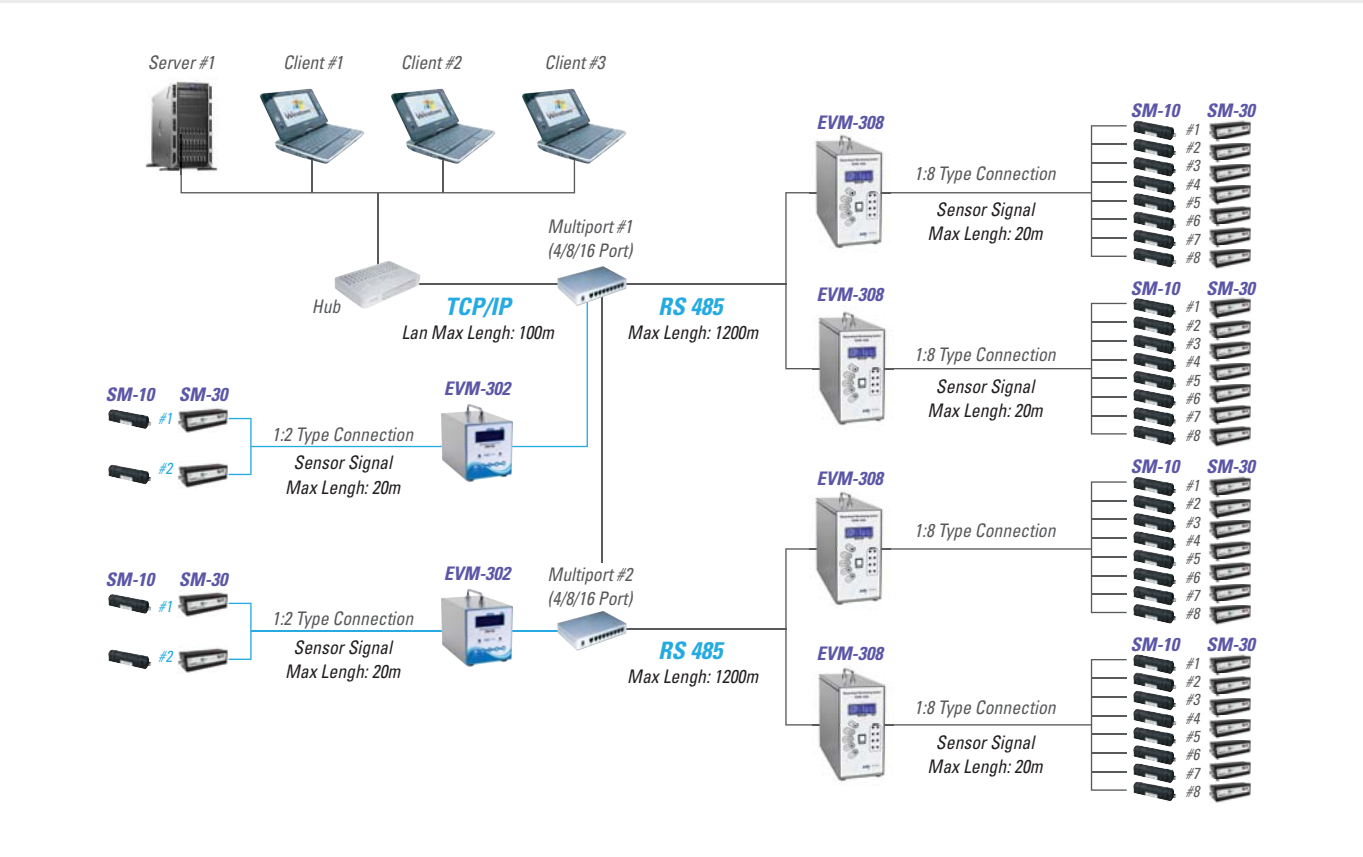 Server #1
Client #1
Client #2
Client #3
Windows
Windows
Windows
Hub
TCP/IP
Lan Max Lengh: 100m
Multiport #1
(4/8/16 Port)
RS 485
Max Lengh: 1200m
EVM-308
1:8 Type Connection
Sensor Signal
Max Lengh: 20m
SM-10 SM-30
#1
#2
#3
#4
#5
#6
#7
#8
EVM-308
1:8 Type Connection
Sensor Signal
Max Lengh: 20m
SM-10 SM-30
#1
#2
#3
#4
#5
#6
#7
#8
SM-10 SM-30
#1
#2
1:2 Type Connection
Sensor Signal
Max Lengh: 20m
EVM-302
SM-10 SM-30
#1
#2
1:2 Type Connection
Sensor Signal
Max Lengh: 20m
EVM-302
Multiport #2
(4/8/16 Port)
RS 485
Max Lengh: 1200m
EVM-308
1:8 Type Connection
SM-10 SM-30
#1
#2
#3
#4
#5
#6
#7
#8
EVM-308
1:8 Type Connection
Sensor Signal
Max Lengh: 20m
SM-10 SM-30
#1
#2
#3
#4
#5
#6
#7
#8